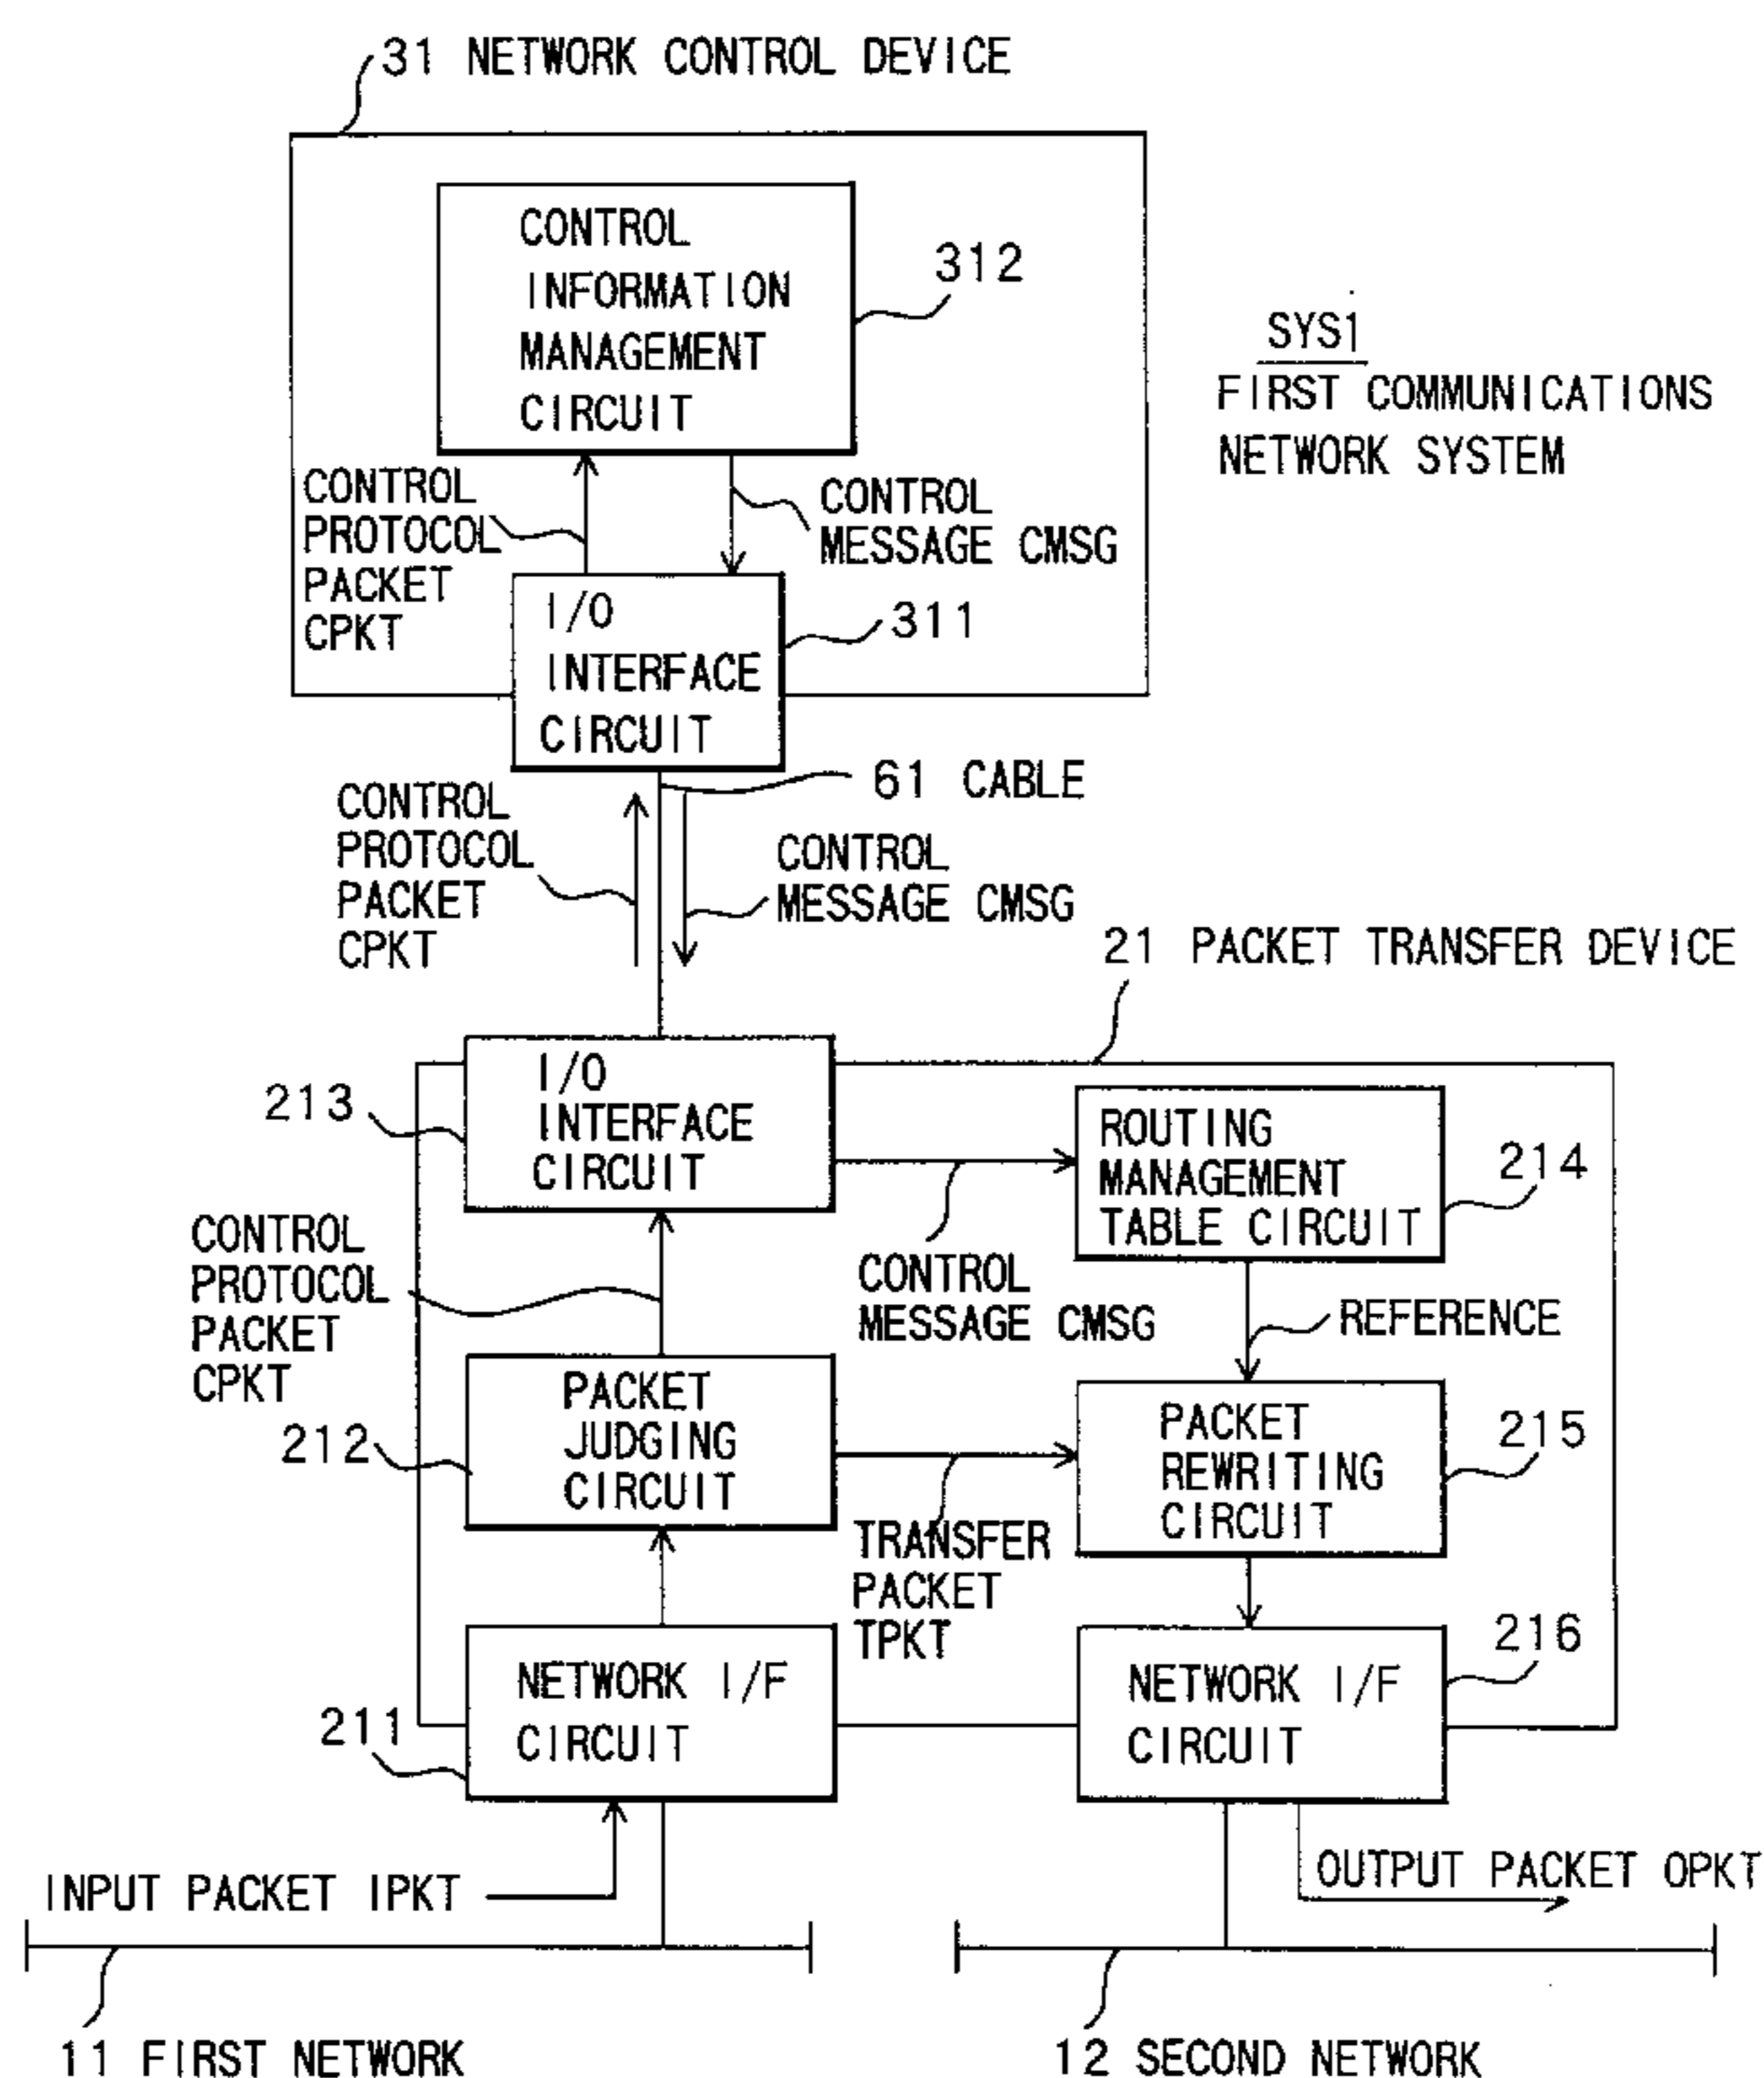 31 NETWORK CONTROL DEVICE
CONTROL
INFORMATION
MANAGEMENT
CIRCUIT
312
SYS1
FIRST COMMUNICATIONS
NETWORK SYSTEM
CONTROL
PROTOCOL
PACKET
CPKT
CONTROL
MESSAGE CMSG
I/O
INTERFACE
CIRCUIT
311
61 CABLE
CONTROL
PROTOCOL
PACKET
CPKT
CONTROL
MESSAGE CMSG
21 PACKET TRANSFER DEVICE
I/O
INTERFACE
CIRCUIT
213
ROUTING
MANAGEMENT
TABLE CIRCUIT
214
CONTROL
PROTOCOL
PACKET
CPKT
CONTROL
MESSAGE CMSG
REFERENCE
PACKET
JUDGING
CIRCUIT
212
PACKET
REWRITING
CIRCUIT
215
TRANSFER
PACKET
TPKT
NETWORK I/F
CIRCUIT
211
NETWORK I/F
CIRCUIT
216
INPUT PACKET IPKT
OUTPUT PACKET OPKT
11 FIRST NETWORK
12 SECOND NETWORK